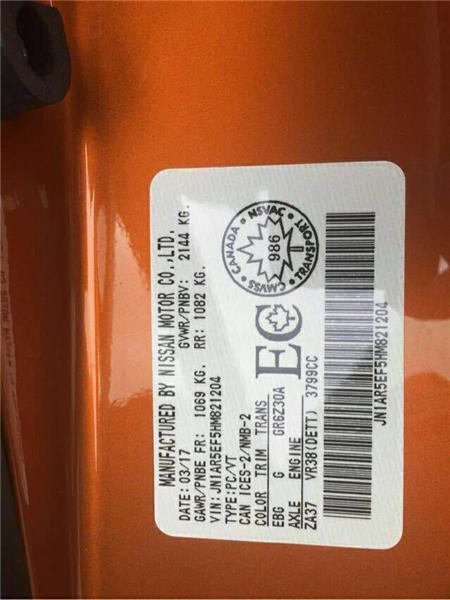 MANUFACTURED BY NISSAN MOTOR CO.,LTD.
DATE: 03/17 GVWR/PNBV: 2144 KG.
GAWR/PNBE FR: 1069 KG. RR: 1082 KG.
VIN: JN1AR5EF5HM821204
TYPE:PC/VT
CAN ICES-2/NMB-2
COLOR TRIM TRANS
EBG G GR6Z30A
AXLE ENGINE
ZA37 VR38(DETT) 3799CC
EC
CANADA
NSVAC
TRANSPORT
CMVSS
986
JN1AR5EF5HM821204